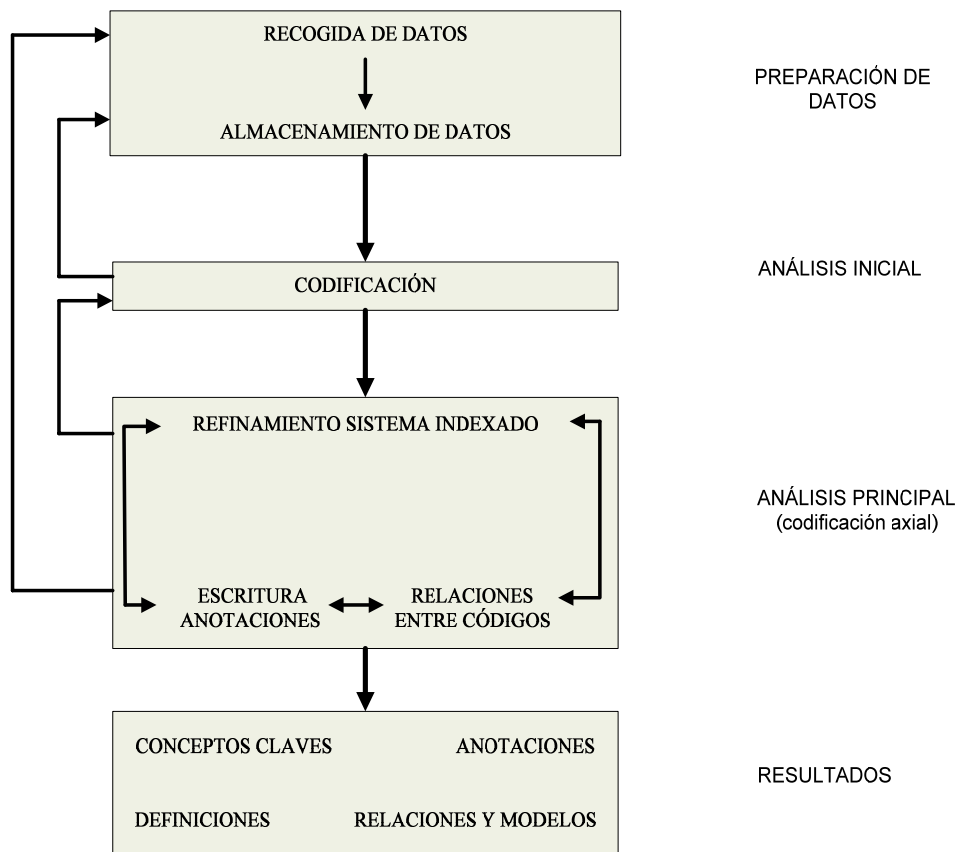 RECOGIDA DE DATOS
ALMACENAMIENTO DE DATOS
PREPARACIÓN DE
DATOS
CODIFICACIÓN
ANÁLISIS INICIAL
REFINAMIENTO SISTEMA INDEXADO
ESCRITURA
ANOTACIONES
RELACIONES
ENTRE CÓDIGOS
ANÁLISIS PRINCIPAL
(codificación axial)
CONCEPTOS CLAVES
ANOTACIONES
DEFINICIONES
RELACIONES Y MODELOS
RESULTADOS